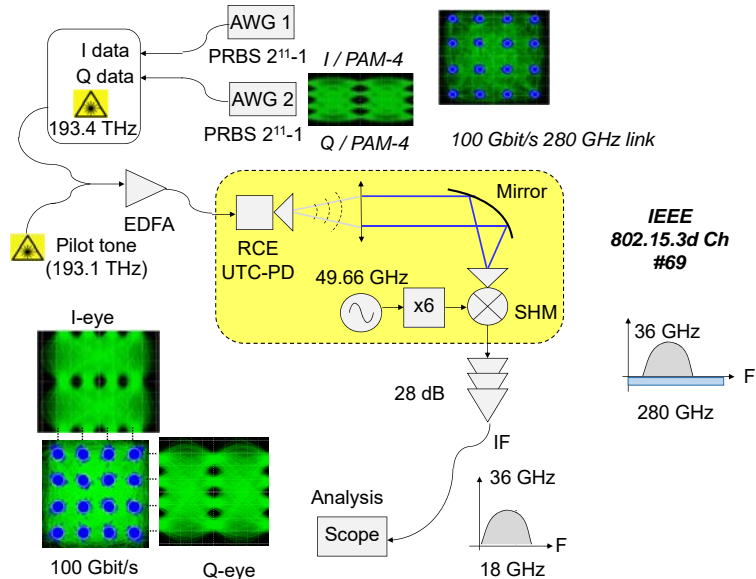 I data
Q data
193.4 THz
AWG 1
PRBS 2¹¹-1
AWG 2
PRBS 2¹¹-1
I / PAM-4
Q / PAM-4
100 Gbit/s 280 GHz link
EDFA
Pilot tone
(193.1 THz)
RCE
UTC-PD
Mirror
49.66 GHz
x6
SHM
IEEE
802.15.3d Ch
#69
36 GHz
F
280 GHz
28 dB
IF
I-eye
100 Gbit/s
Q-eye
Analysis
Scope
36 GHz
F
18 GHz